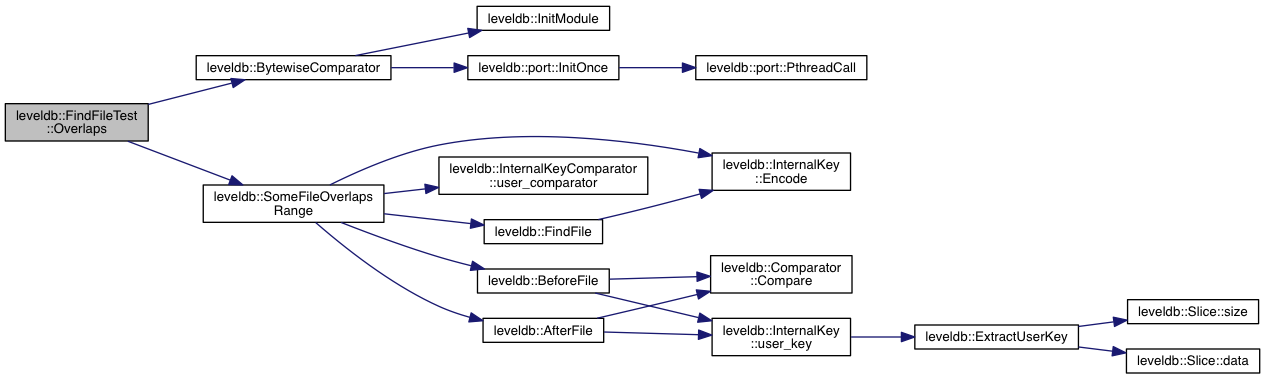 leveldb::InitModule
leveldb::BytewiseComparator
leveldb::port::InitOnce
leveldb::port::PthreadCall
leveldb::FindFileTest
::Overlaps
leveldb::InternalKeyComparator
::user_comparator
leveldb::InternalKey
::Encode
leveldb::SomeFileOverlaps
Range
leveldb::FindFile
leveldb::BeforeFile
leveldb::Comparator
::Compare
leveldb::AfterFile
leveldb::InternalKey
::user_key
leveldb::ExtractUserKey
leveldb::Slice::size
leveldb::Slice::data